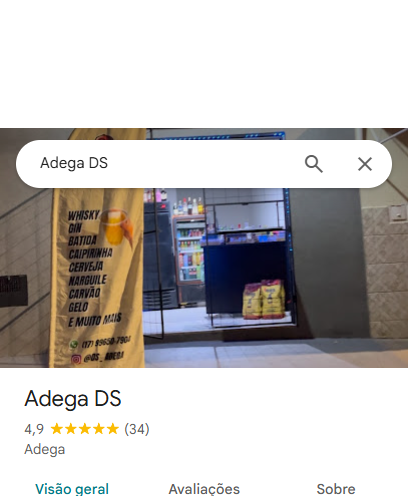 Adega DS
WHISKY
GIN
BATIDA
CAIPIRINHA
CERVEJA
NARGUILE
CARVÃO
GELO
E MUITO MAIS
(17) 99650-7904
@DS_ADEGA
Adega DS
4,9 (34)
Adega
Visão geral Avaliações Sobre